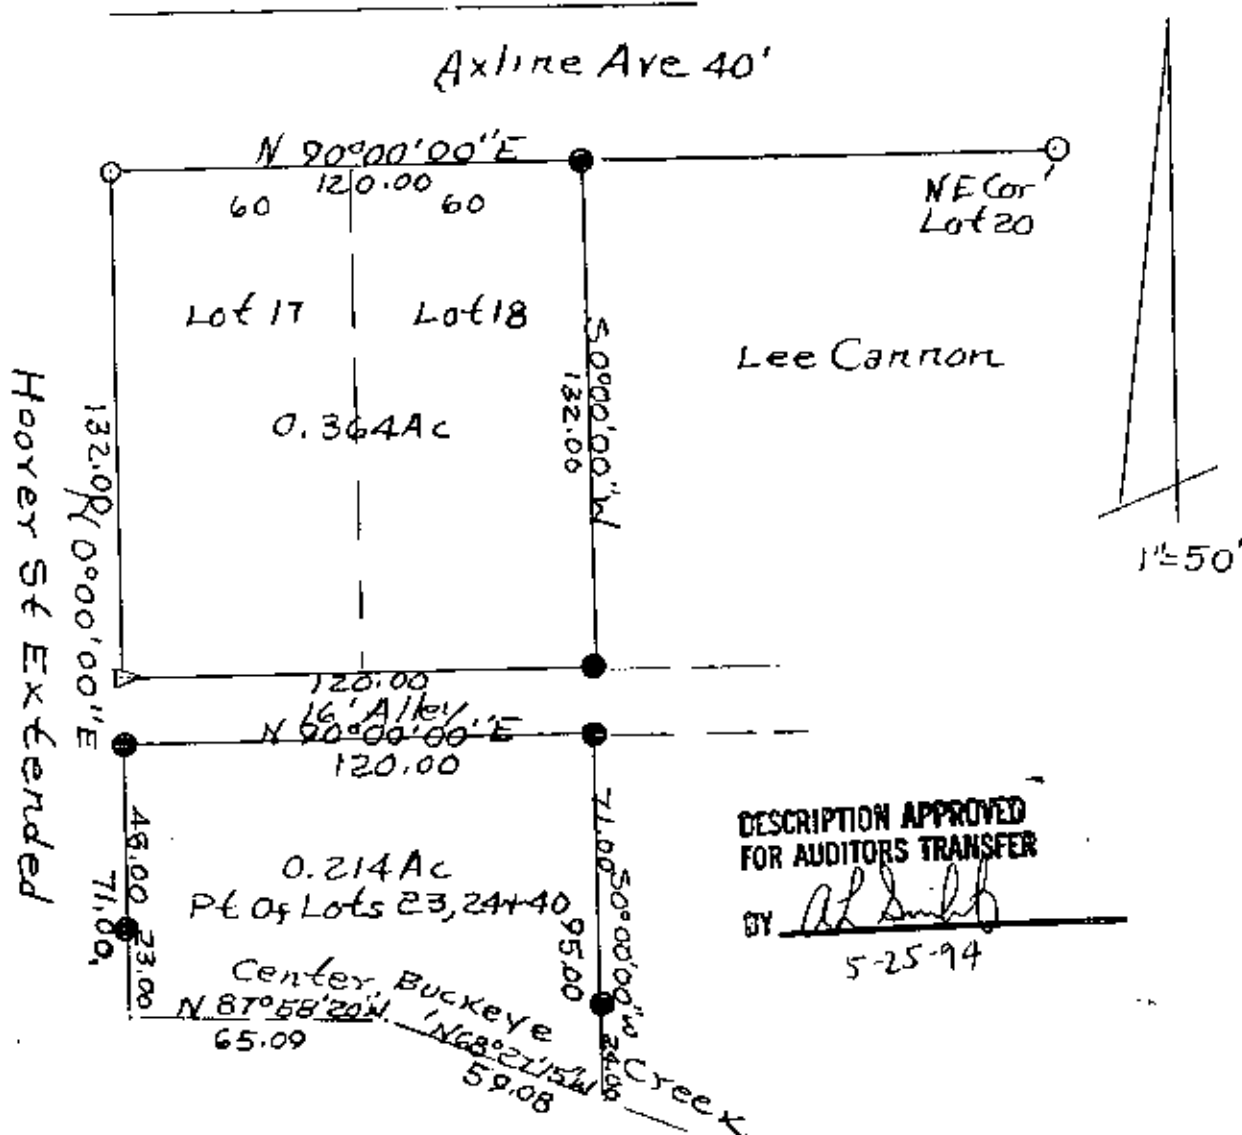 Axline Ave 40'
N 90°00'00"E
120.00
60 60
NE Cor
Lot 20
Lot 17 Lot 18
Lee Cannon
S 0°00'00"W
132.00
0.364Ac
132.00
N 0°00'00"E
Hoover St Extended
1"=50'
120.00
16' Alley
N 90°00'00"E
120.00
48.00
71.00
23.00
0.214Ac
Pt Of Lots 23,24+40
71.00
S0°00'00"W
95.00
24.00
Center Buckeye Creek
N 87°58'20"W
65.09
59.08
DESCRIPTION APPROVED
FOR AUDITORS TRANSFER
BY
5-25-94